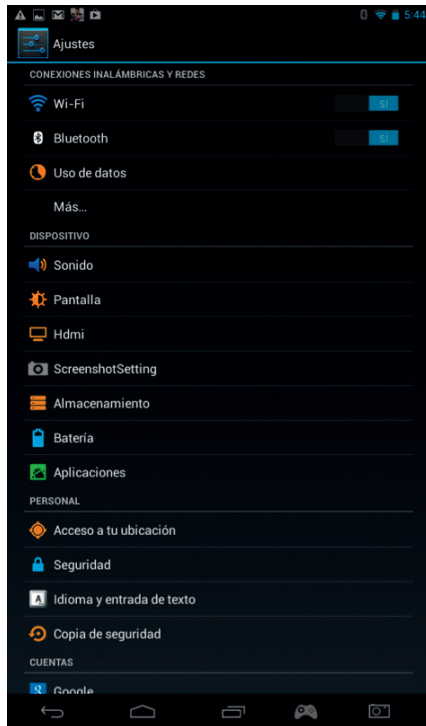 5:44
Ajustes
CONEXIONES INALÁMBRICAS Y REDES
Wi-Fi SÍ
Bluetooth SÍ
Uso de datos
Más...
DISPOSITIVO
Sonido
Pantalla
Hdmi
ScreenshotSetting
Almacenamiento
Batería
Aplicaciones
PERSONAL
Acceso a tu ubicación
Seguridad
A Idioma y entrada de texto
Copia de seguridad
CUENTAS
8 Google